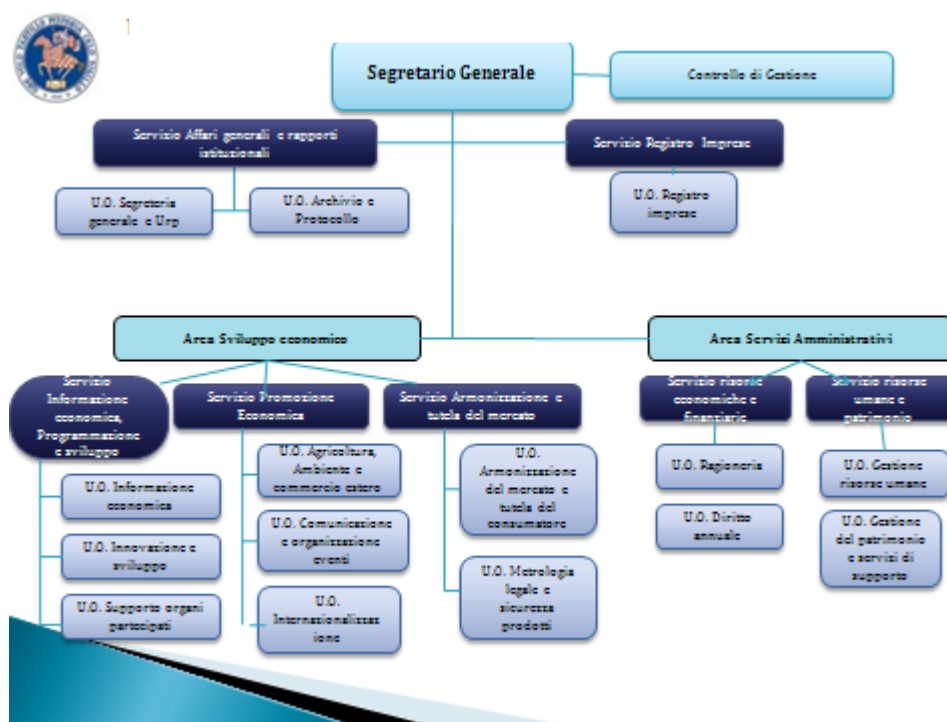 Segretario Generale
Controllo di Gestione
Servizio Affari generali e rapporti
istituzionali
Servizio Registro Imprese
U.O. Segreteria
generale e Urp
U.O. Archivio e
Protocollo
U.O. Registro
imprese
Area Sviluppo economico
Area Servizi Amministrativi
Servizio
Informazione
economica,
Programmazione
e sviluppo
Servizio Promozione
Economica
Servizio Armonizzazione e
tutela del mercato
Servizio risorse
economiche e
finanziarie
Servizio risorse
umane e
patrimonio
U.O. Informazione
economica
U.O. Innovazione e
sviluppo
U.O. Supporto organi
partecipati
U.O. Agricoltura,
Ambiente e
commercio estero
U.O. Comunicazione
e organizzazione
eventi
U.O.
Internazionalizzaz
ione
U.O.
Armonizzazione
del mercato e
tutela del
consumatore
U.O. Metrologia
legale e
sicurezza
prodotti
U.O. Ragioneria
U.O. Diritto
annuale
U.O. Gestione
risorse umane
U.O. Gestione
del patrimonio
e servizi di
supporto